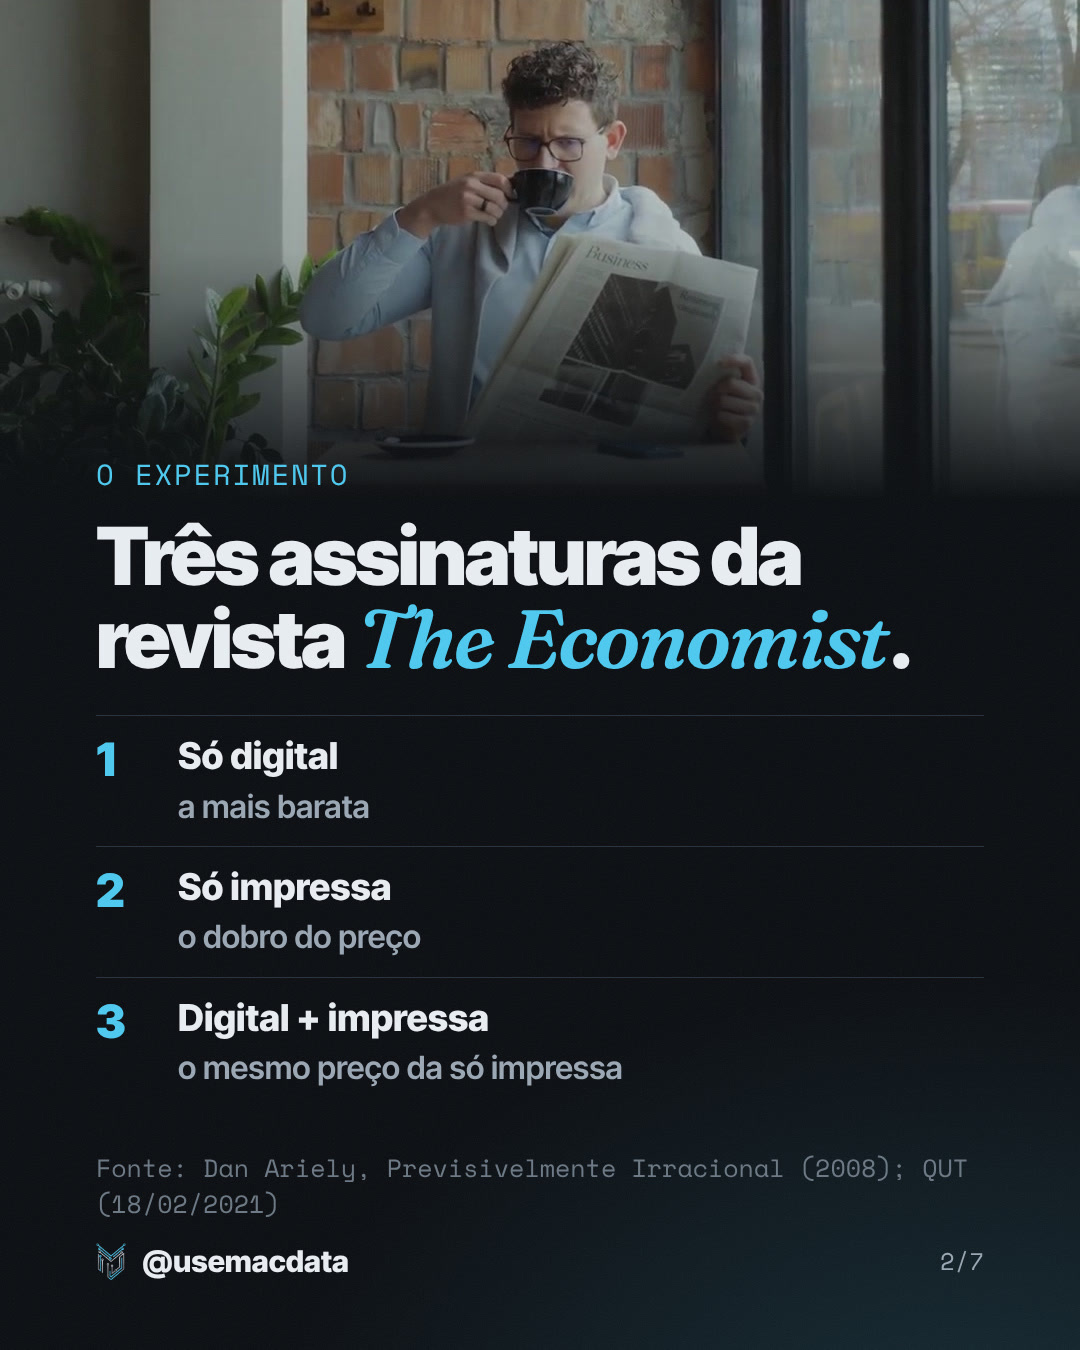 Business
O EXPERIMENTO
Três assinaturas da
revista The Economist.
1 Só digital
a mais barata
2 Só impressa
o dobro do preço
3 Digital + impressa
o mesmo preço da só impressa
Fonte: Dan Ariely, Previsivelmente Irracional (2008); QUT
(18/02/2021)
@usemacdata
2/7